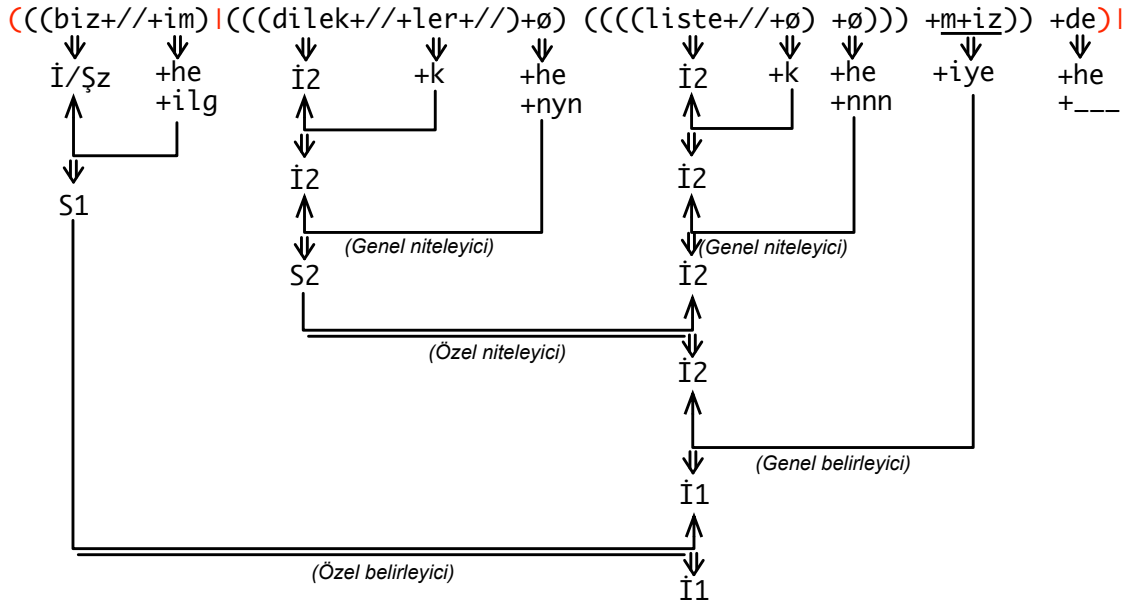 (((biz+//+im)|(((dilek+//+ler+//)+ø) ((((liste+//+ø) +ø))) +m+iz)) +de)|
İ/Şz +he İ2 +k +he İ2 +k +he +iye +he
+ilg +nyn +nnn +___
İ2 İ2
S1
(Genel niteleyici) (Genel niteleyici)
S2 İ2
(Özel niteleyici)
İ2
(Genel belirleyici)
İ1
(Özel belirleyici)
İ1